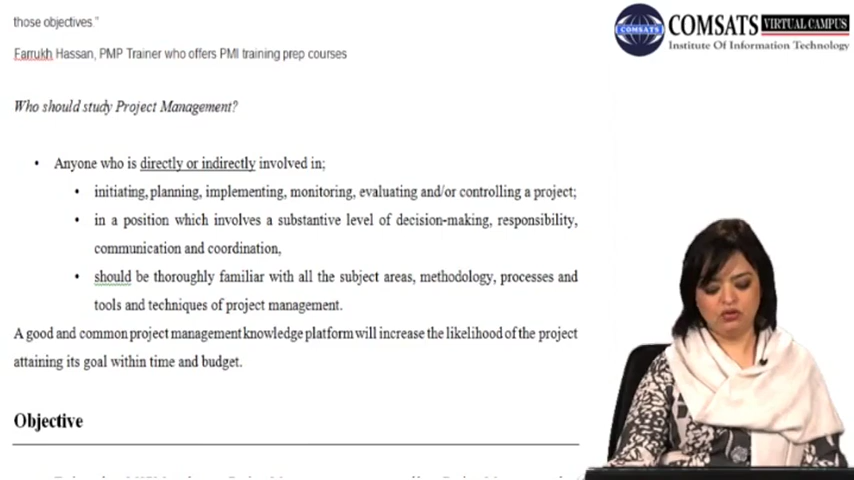 those objectives."
Farrukh Hassan, PMP Trainer who offers PMI training prep courses
COMSATS
COMSATS VIRTUAL CAMPUS
Institute Of Information Technology
Who should study Project Management?
• Anyone who is directly or indirectly involved in;
• initiating, planning, implementing, monitoring, evaluating and/or controlling a project;
• in a position which involves a substantive level of decision-making, responsibility,
communication and coordination,
• should be thoroughly familiar with all the subject areas, methodology, processes and
tools and techniques of project management.
A good and common project management knowledge platform will increase the likelihood of the project
attaining its goal within time and budget.
Objective